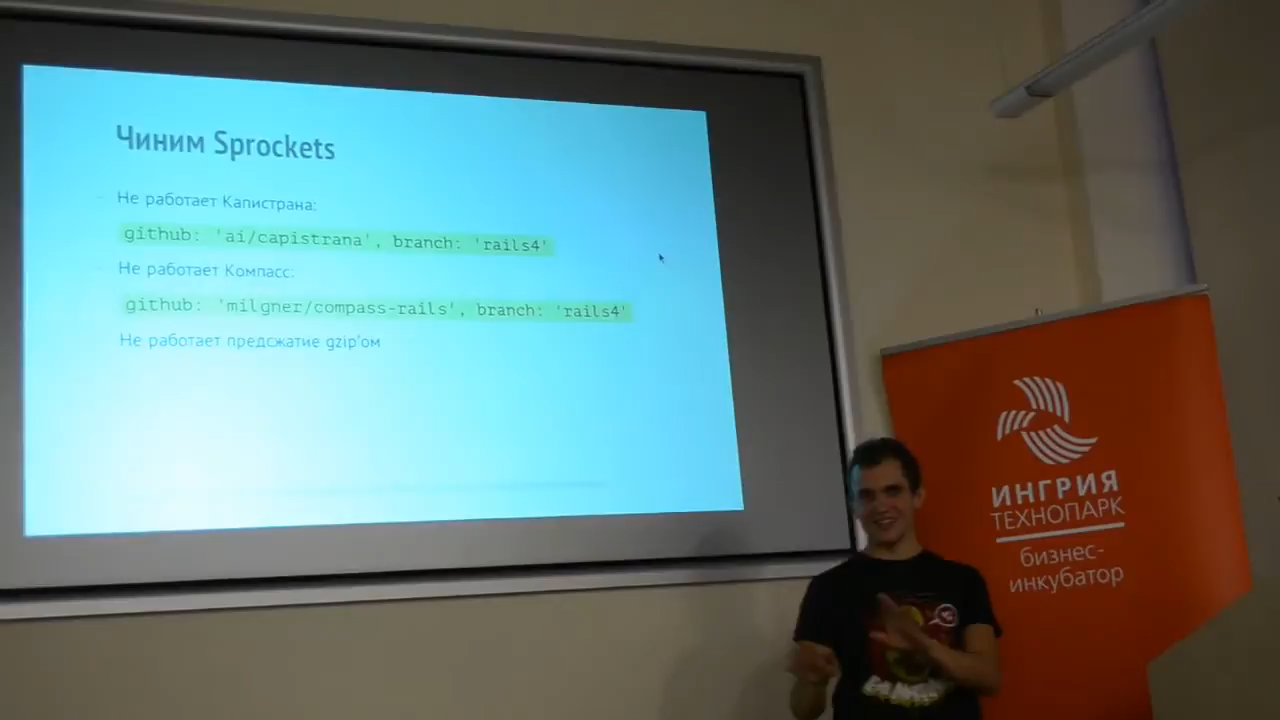 Чиним Sprockets
Не работает Капистрана:
github: 'ai/capistrana', branch: 'rails4'
Не работает Компасс:
github: 'milgner/compass-rails', branch: 'rails4'
Не работает предсжатие gzip'ом
ИНГРИЯ
ТЕХНОПАРК
бизнес-
инкубатор